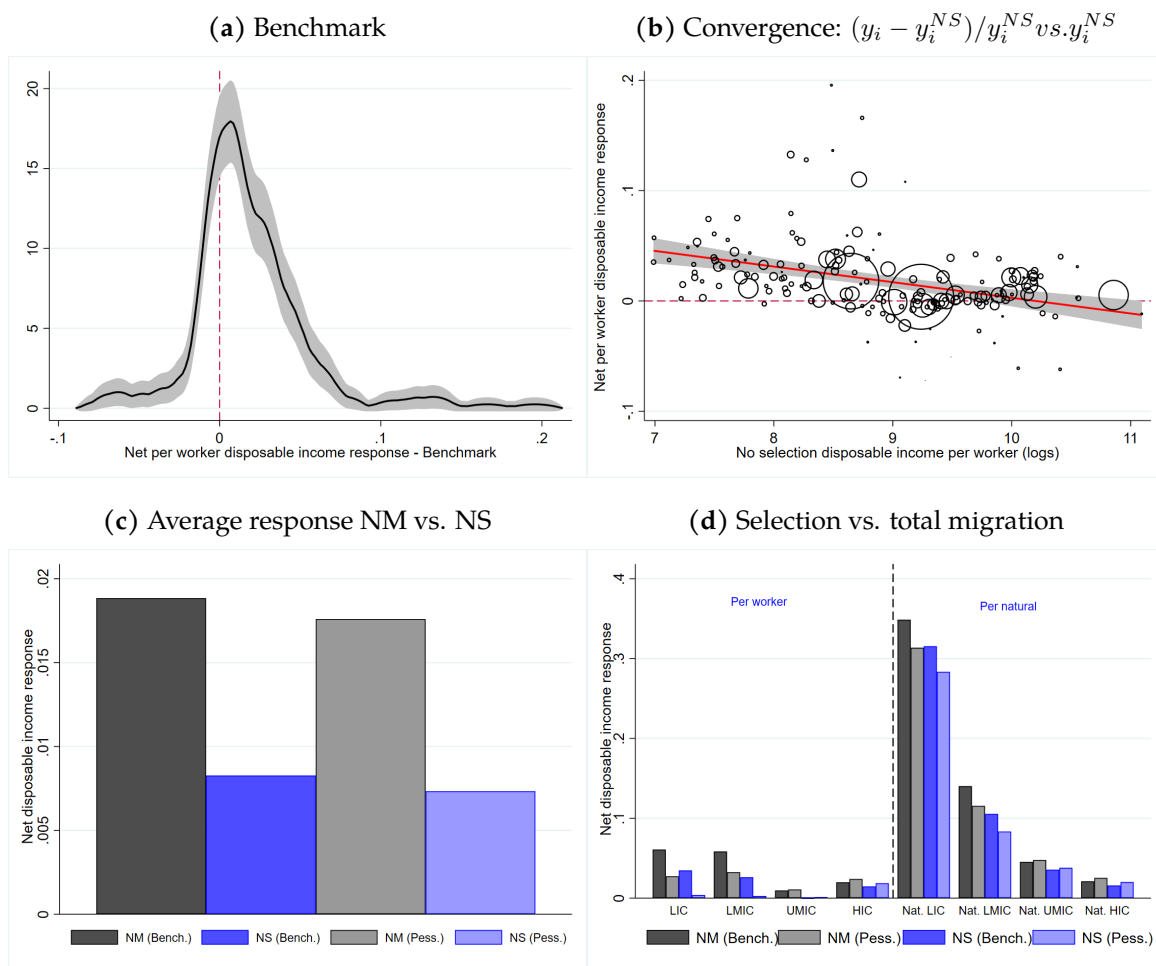 (a) Benchmark
20
15
10
5
0
-.1
0
.1
.2
Net per worker disposable income response - Benchmark
(b) Convergence: $(y_i - y_i^{NS})/y_i^{NS} vs. y_i^{NS}$
Net per worker disposable income response
.2
.1
0
-.1
7
8
9
10
11
No selection disposable income per worker (logs)
(c) Average response NM vs. NS
Net disposable income response
.02
.015
.01
.005
0
NM (Bench.)
NS (Bench.)
NM (Pess.)
NS (Pess.)
(d) Selection vs. total migration
Net disposable income response
.4
.3
.2
.1
0
Per worker
Per natural
LIC
LMIC
UMIC
HIC
Nat. LIC
Nat. LMIC
Nat. UMIC
Nat. HIC
NM (Bench.)
NM (Pess.)
NS (Bench.)
NS (Pess.)